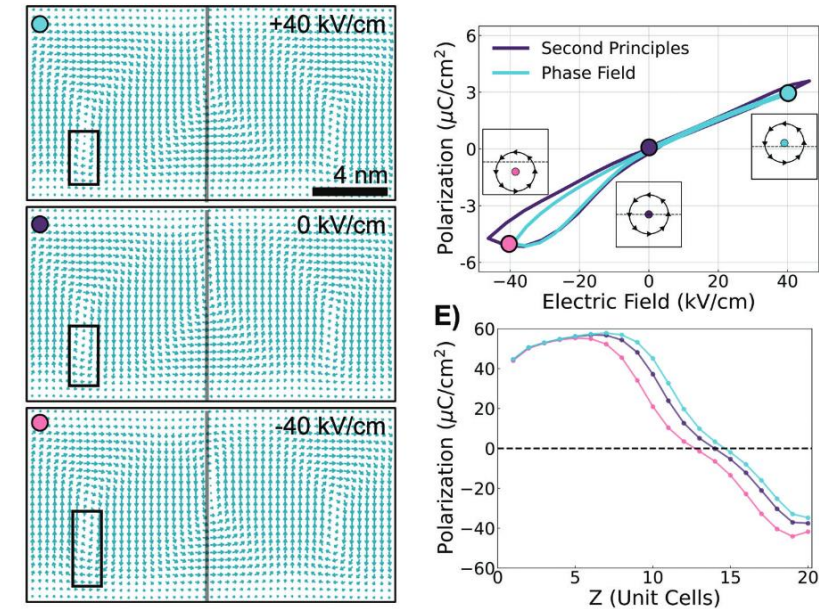 +40 kV/cm
4 nm
0 kV/cm
-40 kV/cm
Polarization (μC/cm²)
3
0
−3
−6
Second Principles
Phase Field
−40 −20 0 20 40
Electric Field (kV/cm)
E)
Polarization (μC/cm²)
60
40
20
0
−20
−40
−60
0 5 10 15 20
Z (Unit Cells)